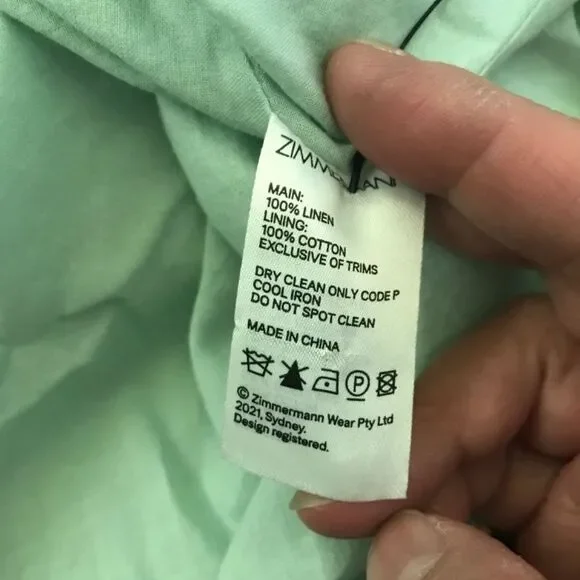 ZIMMERMANN
MAIN:
100% LINEN
LINING:
100% COTTON
EXCLUSIVE OF TRIMS
DRY CLEAN ONLY CODE P
COOL IRON
DO NOT SPOT CLEAN
MADE IN CHINA
P
© Zimmermann Wear Pty Ltd
2021, Sydney.
Design registered.